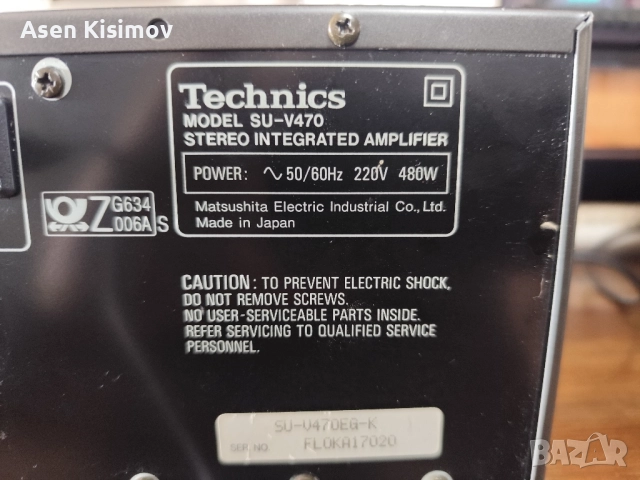 Asen Kisimov
Technics
MODEL SU-V470
STEREO INTEGRATED AMPLIFIER
POWER: ∿ 50/60Hz 220V 480W
Matsushita Electric Industrial Co., Ltd.
Made in Japan
Z G634
006A S
CAUTION: TO PREVENT ELECTRIC SHOCK,
DO NOT REMOVE SCREWS.
NO USER-SERVICEABLE PARTS INSIDE.
REFER SERVICING TO QUALIFIED SERVICE
PERSONNEL.
SU-V470EG-K
SER. NO. FL0KA17020
BAZAR